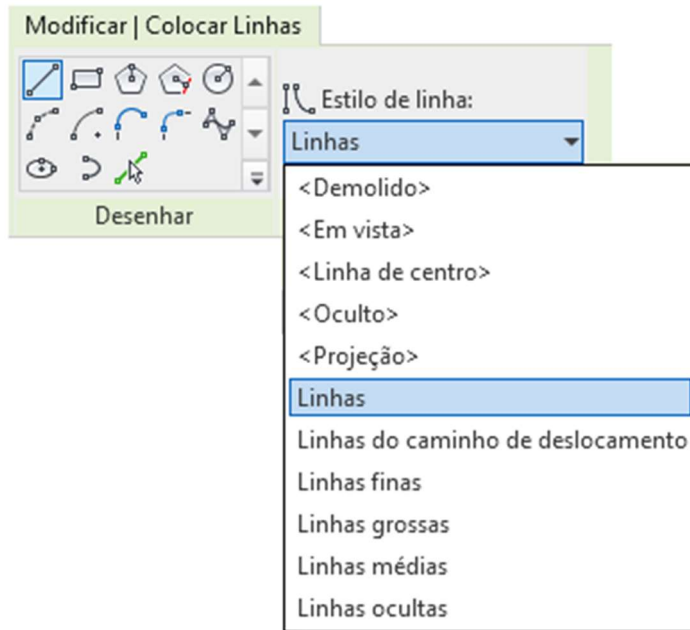 Modificar | Colocar Linhas
Estilo de linha:
Linhas
Desenhar
<Demolido>
<Em vista>
<Linha de centro>
<Oculto>
<Projeção>
Linhas
Linhas do caminho de deslocamento
Linhas finas
Linhas grossas
Linhas médias
Linhas ocultas